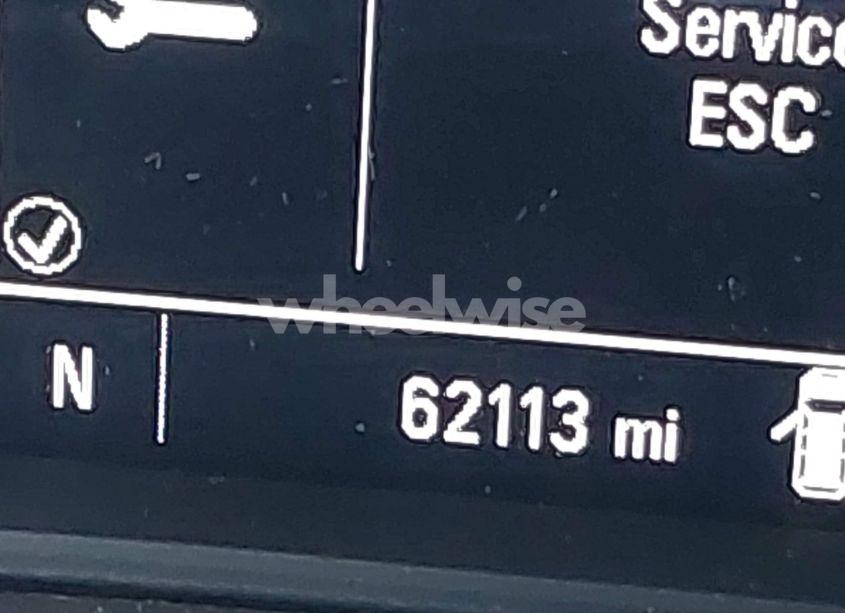 Service
ESC
wheelwise
N
62113 mi